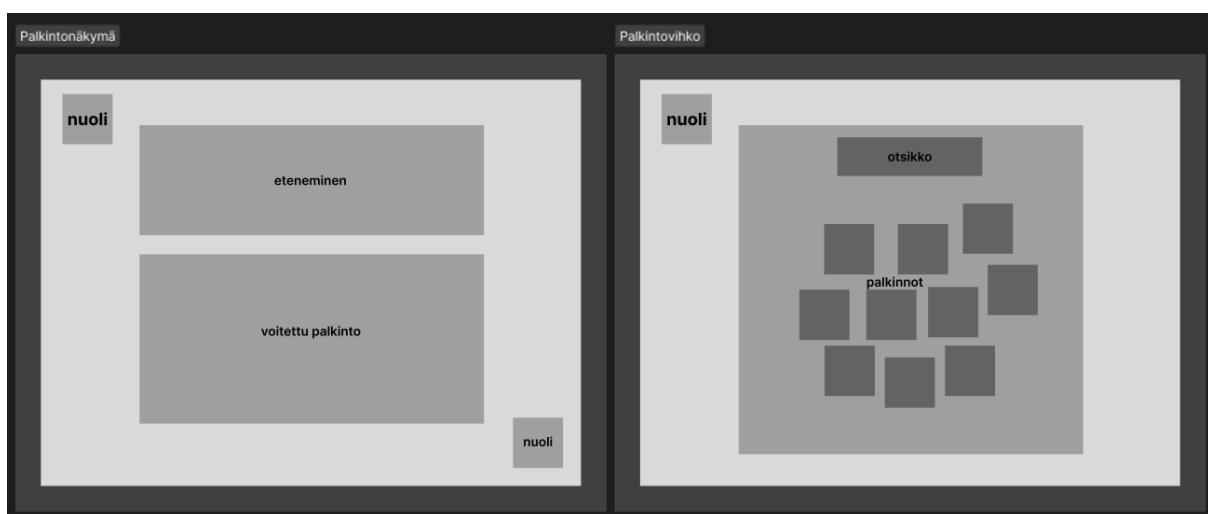 Palkintonäkymä
nuoli
eteneminen
voitettu palkinto
nuoli
Palkintovihko
nuoli
otsikko
palkinnot